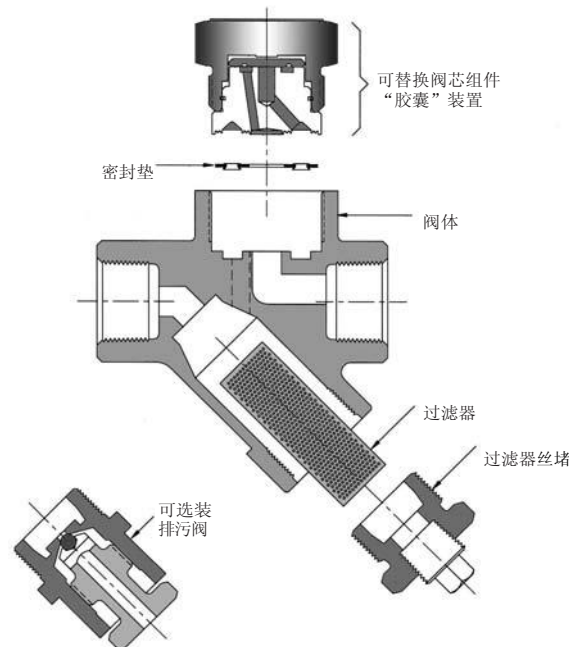 可替换阀芯组件
“胶囊”装置
密封垫
阀体
过滤器
过滤器丝堵
可选装
排污阀